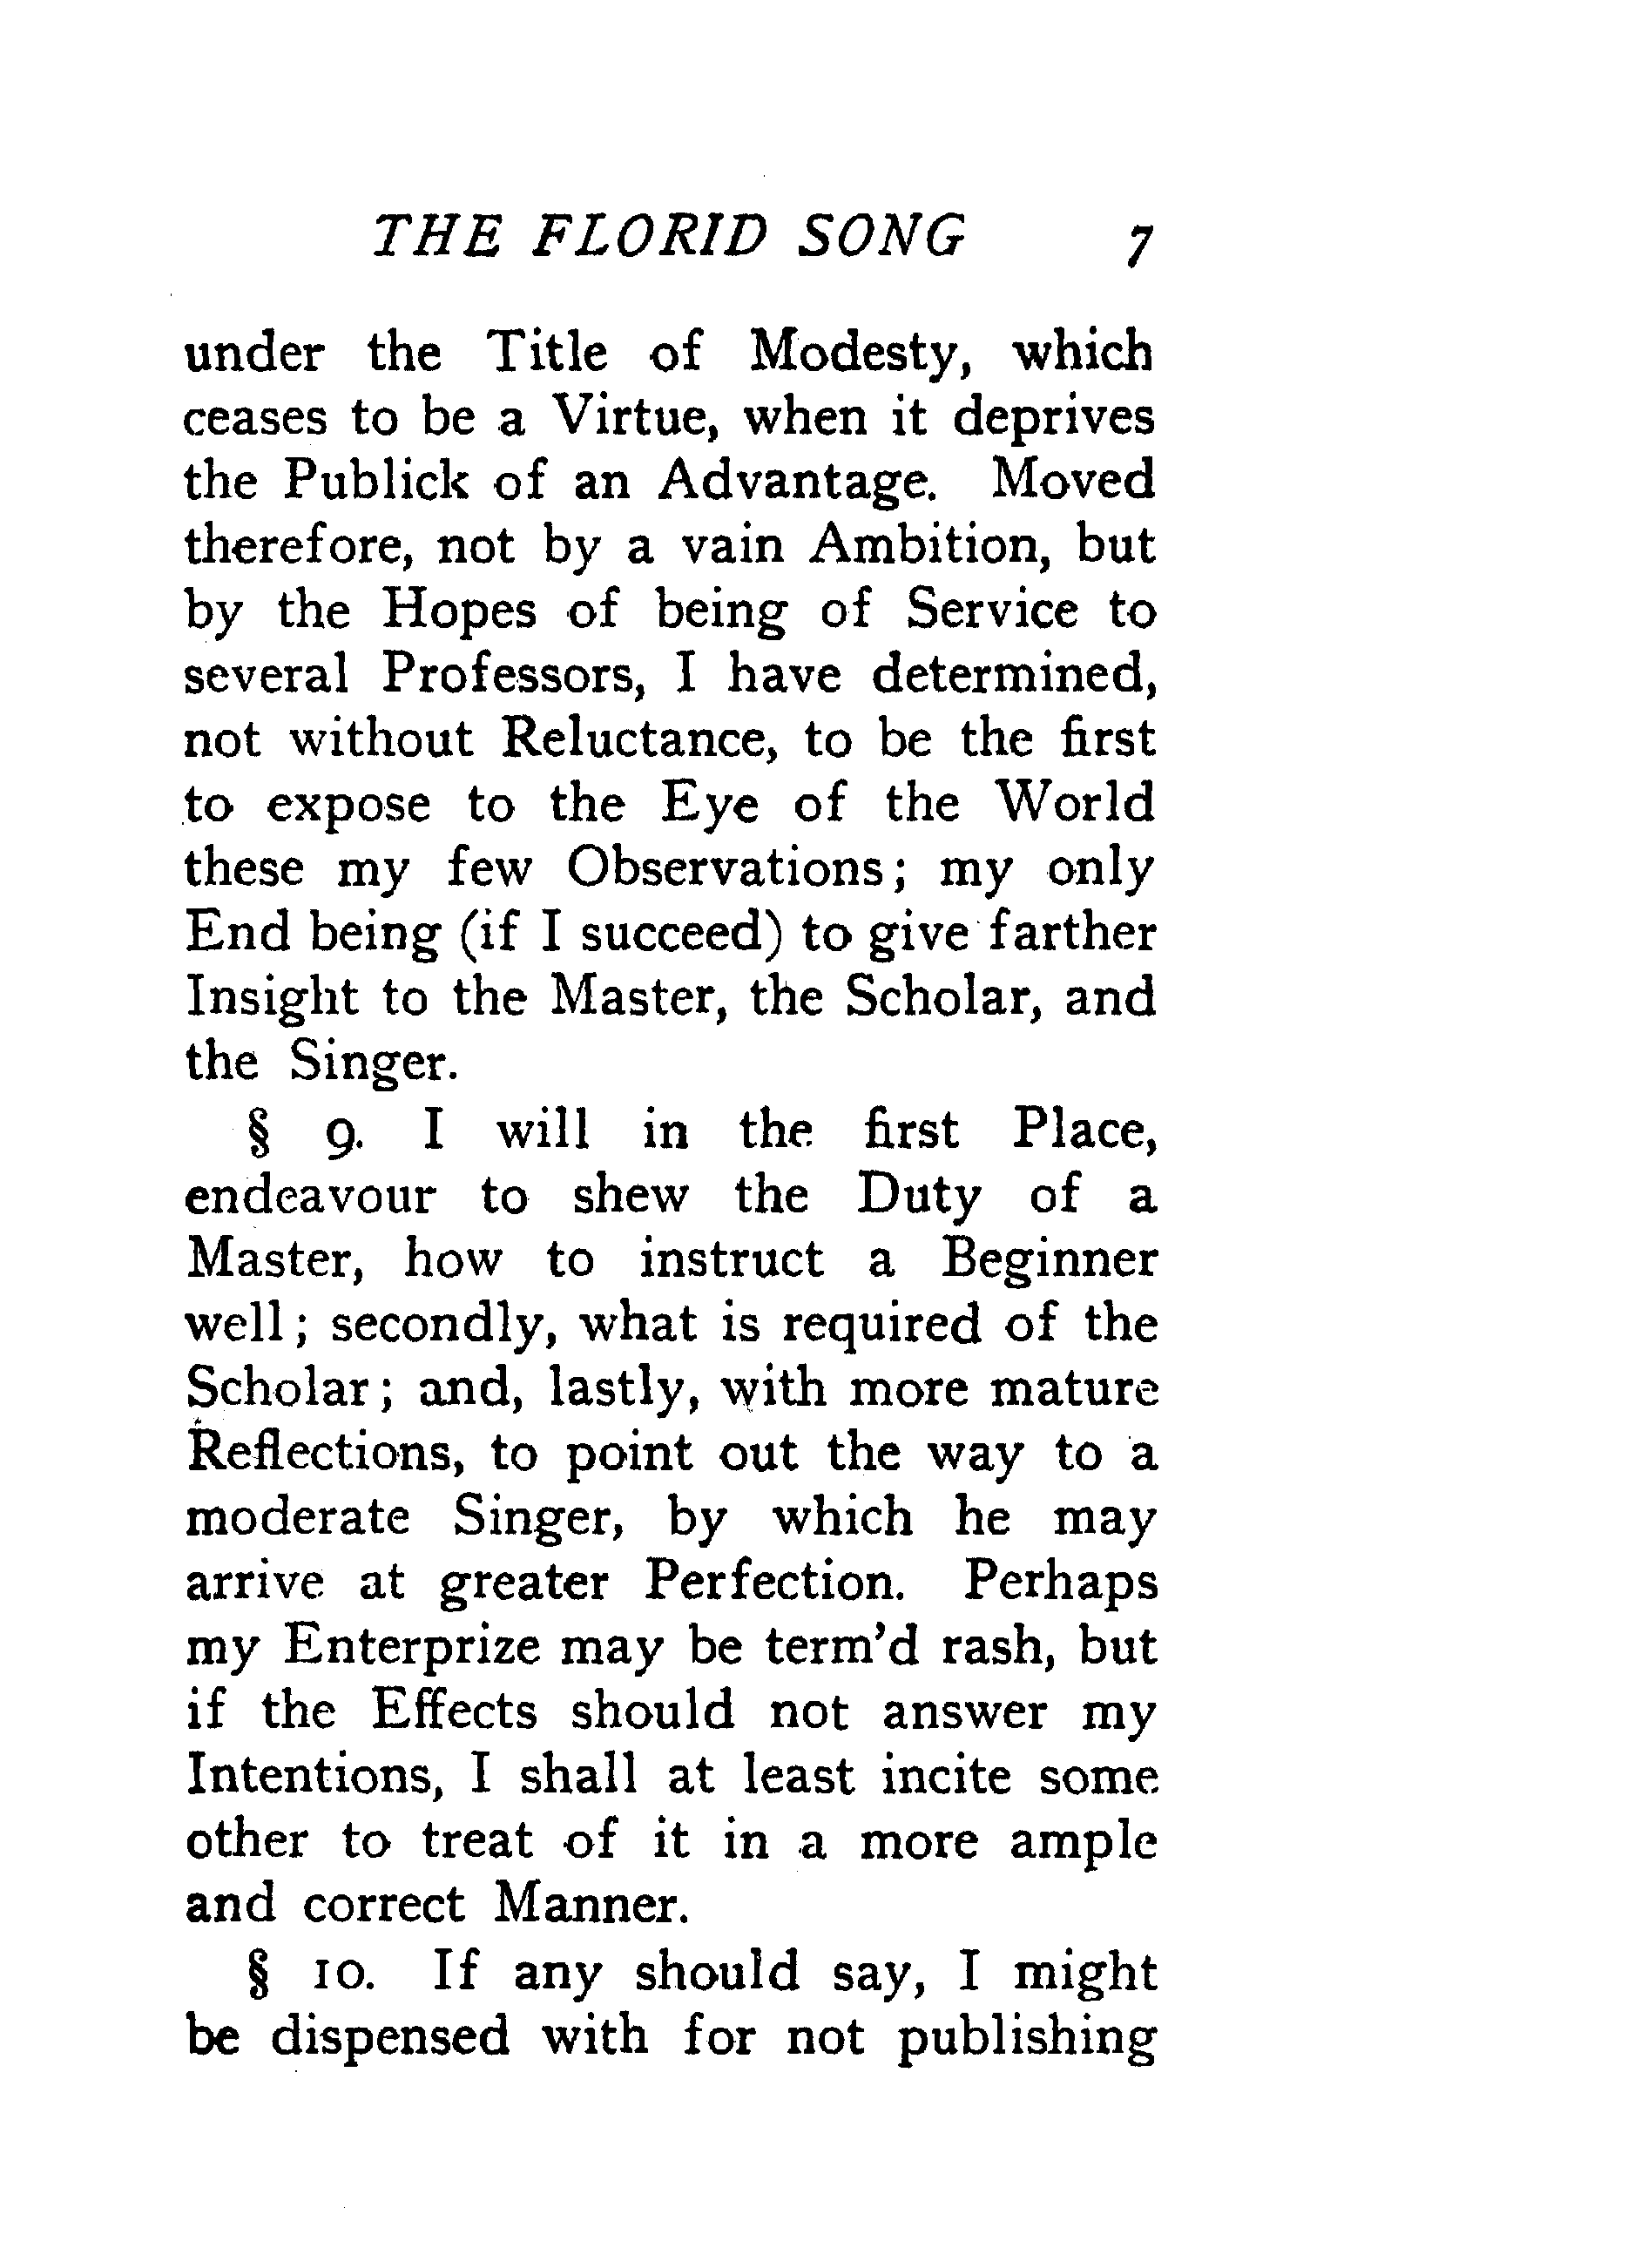 THE FLORID SONG 7
under the Title of Modesty, which
ceases to be a Virtue, when it deprives
the Publick of an Advantage. Moved
therefore, not by a vain Ambition, but
by the Hopes of being of Service to
several Professors, I have determined,
not without Reluctance, to be the first
to expose to the Eye of the World
these my few Observations; my only
End being (if I succeed) to give farther
Insight to the Master, the Scholar, and
the Singer.
§ 9. I will in the first Place,
endeavour to shew the Duty of a
Master, how to instruct a Beginner
well; secondly, what is required of the
Scholar; and, lastly, with more mature
Reflections, to point out the way to a
moderate Singer, by which he may
arrive at greater Perfection. Perhaps
my Enterprize may be term'd rash, but
if the Effects should not answer my
Intentions, I shall at least incite some
other to treat of it in a more ample
and correct Manner.
§ 10. If any should say, I might
be dispensed with for not publishing